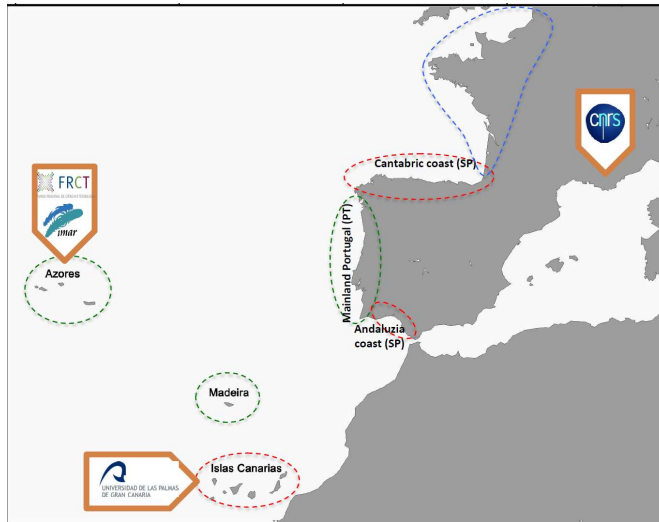 cnrs
Cantabric coast (SP)
FRCT
imar
Azores
Mainland Portugal (PT)
Andaluzia
coast (SP)
Madeira
Islas Canarias
UNIVERSIDAD DE LAS PALMAS
DE GRAN CANARIA